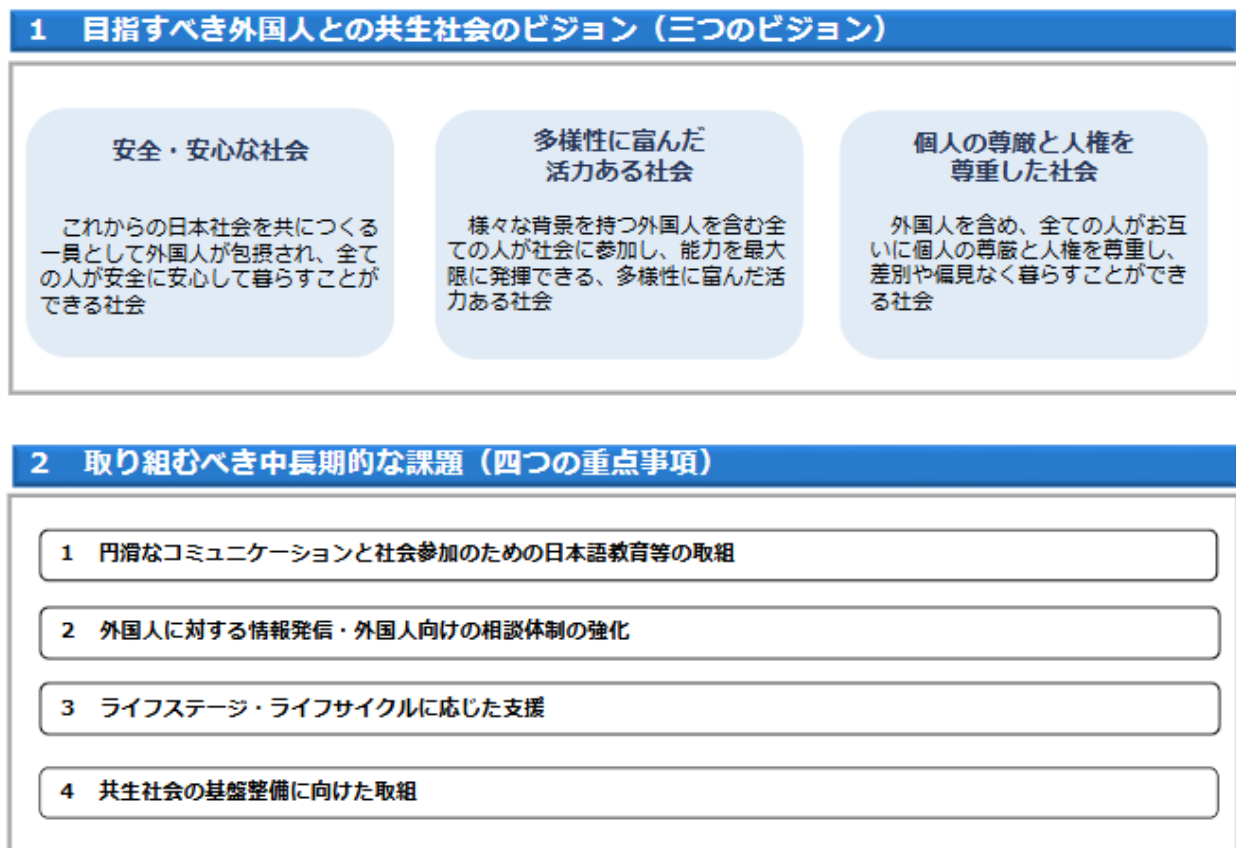 1　目指すべき外国人との共生社会のビジョン（三つのビジョン）
安全・安心な社会
これからの日本社会を共につくる
一員として外国人が包摂され、全て
の人が安全に安心して暮らすことが
できる社会
多様性に富んだ
活力ある社会
様々な背景を持つ外国人を含む全
ての人が社会に参加し、能力を最大
限に発揮できる、多様性に富んだ活
力ある社会
個人の尊厳と人権を
尊重した社会
外国人を含め、全ての人がお互
いに個人の尊厳と人権を尊重し、
差別や偏見なく暮らすことができ
る社会
2　取り組むべき中長期的な課題（四つの重点事項）
1　円滑なコミュニケーションと社会参加のための日本語教育等の取組
2　外国人に対する情報発信・外国人向けの相談体制の強化
3　ライフステージ・ライフサイクルに応じた支援
4　共生社会の基盤整備に向けた取組